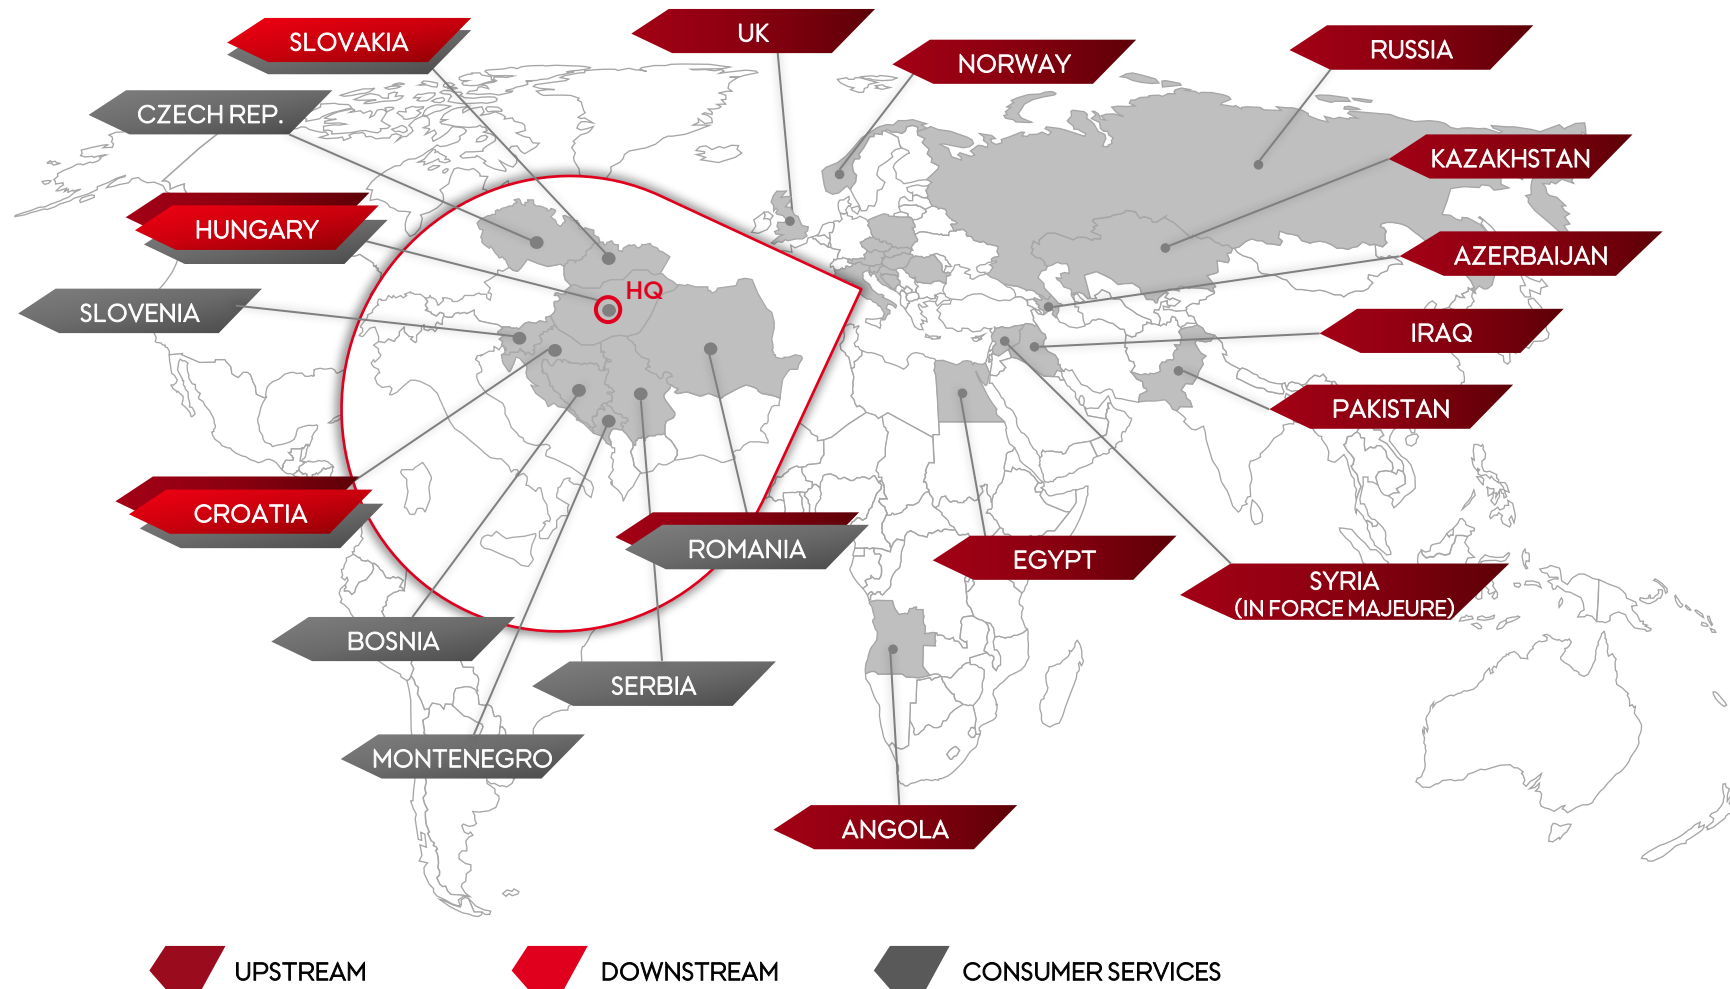 UK
SLOVAKIA
RUSSIA
NORWAY
CZECH REP.
KAZAKHSTAN
HUNGARY
AZERBAIJAN
HQ
SLOVENIA
IRAQ
PAKISTAN
CROATIA
ROMANIA
EGYPT
SYRIA
(IN FORCE MAJEURE)
BOSNIA
SERBIA
MONTENEGRO
ANGOLA
UPSTREAM
DOWNSTREAM
CONSUMER SERVICES